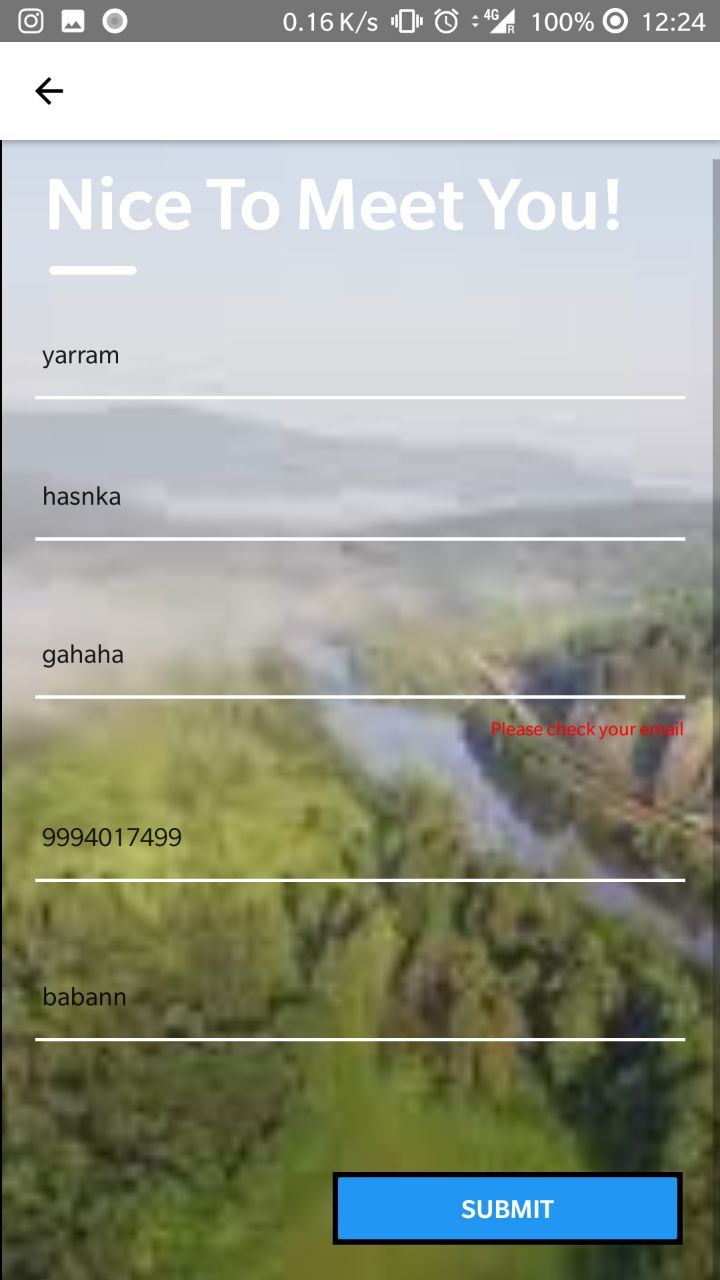 0.16 K/s 4G R 100% 12:24
Nice To Meet You!
yarram
hasnka
gahaha
Please check your email
9994017499
babann
SUBMIT